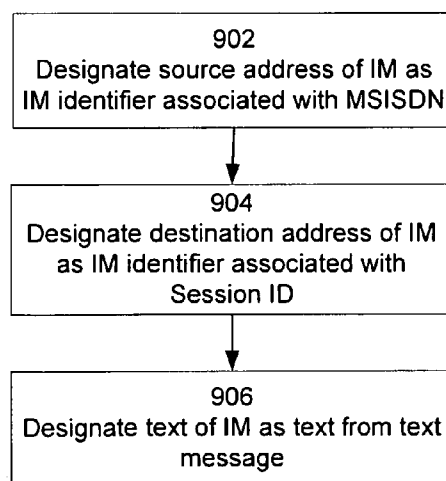 902
Designate source address of IM as
IM identifier associated with MSISDN
904
Designate destination address of IM
as IM identifier associated with
Session ID
906
Designate text of IM as text from text
message